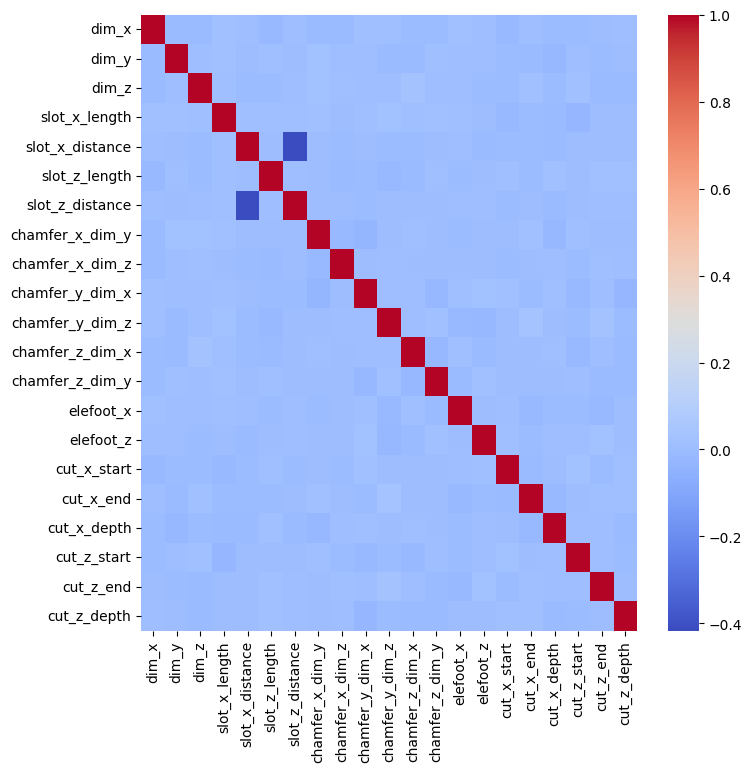 dim_x
dim_y
dim_z
slot_x_length
slot_x_distance
slot_z_length
slot_z_distance
chamfer_x_dim_y
chamfer_x_dim_z
chamfer_y_dim_x
chamfer_y_dim_z
chamfer_z_dim_x
chamfer_z_dim_y
elefoot_x
elefoot_z
cut_x_start
cut_x_end
cut_x_depth
cut_z_start
cut_z_end
cut_z_depth
dim_x
dim_y
dim_z
slot_x_length
slot_x_distance
slot_z_length
slot_z_distance
chamfer_x_dim_y
chamfer_x_dim_z
chamfer_y_dim_x
chamfer_y_dim_z
chamfer_z_dim_x
chamfer_z_dim_y
elefoot_x
elefoot_z
cut_x_start
cut_x_end
cut_x_depth
cut_z_start
cut_z_end
cut_z_depth
1.0
0.8
0.6
0.4
0.2
0.0
−0.2
−0.4